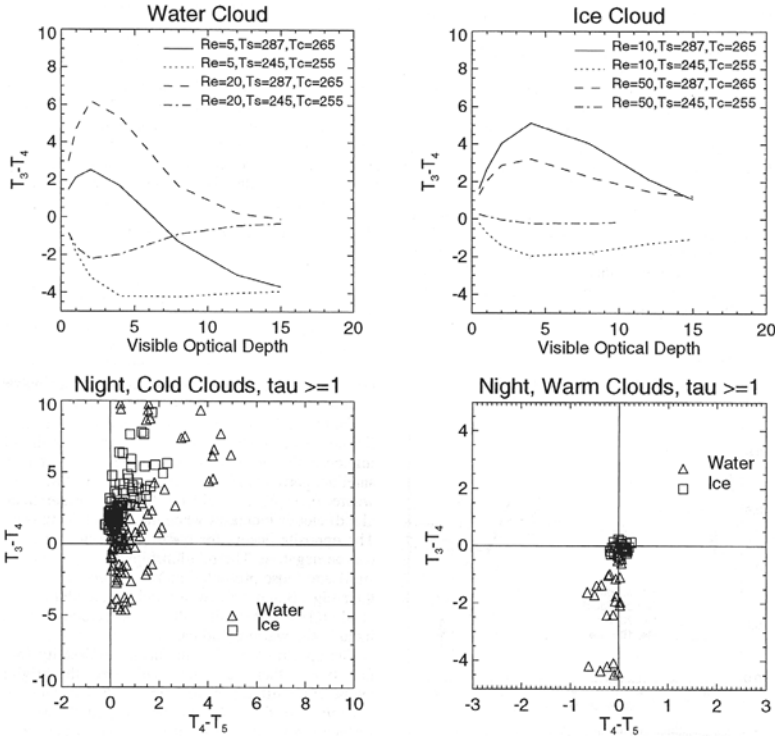 Water Cloud
Re=5,Ts=287,Tc=265
Re=5,Ts=245,Tc=255
Re=20,Ts=287,Tc=265
Re=20,Ts=245,Tc=255
T3-T4
10
8
6
4
2
0
-2
-4
0 5 10 15 20
Visible Optical Depth
Ice Cloud
Re=10,Ts=287,Tc=265
Re=10,Ts=245,Tc=255
Re=50,Ts=287,Tc=265
Re=50,Ts=245,Tc=255
T3-T4
10
8
6
4
2
0
-2
-4
0 5 10 15 20
Visible Optical Depth
Night, Cold Clouds, tau >=1
T3-T4
10
5
0
-5
-10
Water
Ice
-2 0 2 4 6 8 10
T4-T5
Night, Warm Clouds, tau >=1
T3-T4
4
2
0
-2
-4
Water
Ice
-3 -2 -1 0 1 2 3
T4-T5